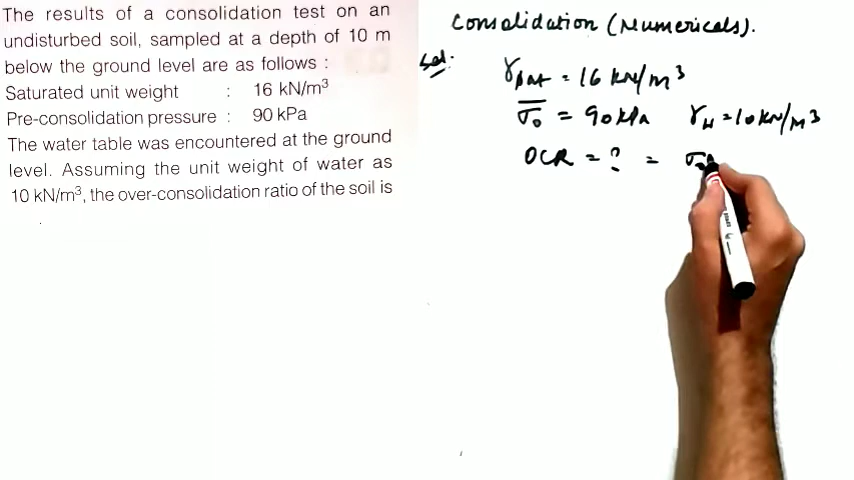 The results of a consolidation test on an
undisturbed soil, sampled at a depth of 10 m
below the ground level are as follows :
Saturated unit weight : 16 kN/m³
Pre-consolidation pressure : 90 kPa
The water table was encountered at the ground
level. Assuming the unit weight of water as
10 kN/m³, the over-consolidation ratio of the soil is
Consolidation (Numericals).
Sol:
γsat = 16 kN/m³
σ̅₀ = 90 kPa γw = 10 kN/m³
OCR = ? =